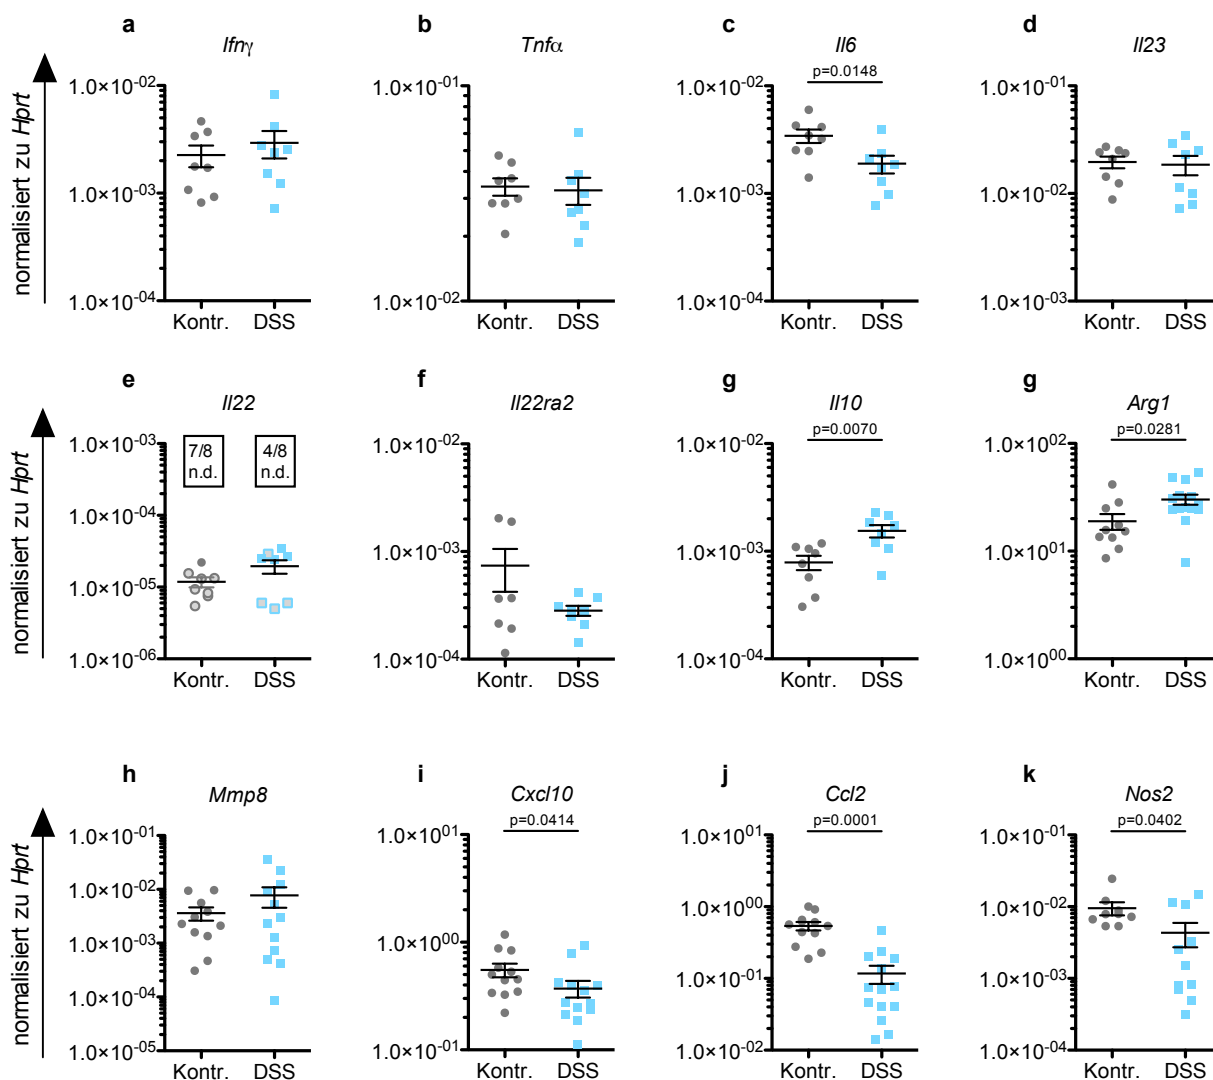 a b c d
Ifnγ Tnfα Il6 Il23
p=0.0148
normalisiert zu Hprt
1.0×10⁻⁰² 1.0×10⁻⁰¹ 1.0×10⁻⁰² 1.0×10⁻⁰¹
1.0×10⁻⁰³ 1.0×10⁻⁰³ 1.0×10⁻⁰²
1.0×10⁻⁰⁴ 1.0×10⁻⁰² 1.0×10⁻⁰⁴ 1.0×10⁻⁰³
Kontr. DSS Kontr. DSS Kontr. DSS Kontr. DSS
e f g g
Il22 Il22ra2 Il10 Arg1
p=0.0070 p=0.0281
normalisiert zu Hprt
7/8 4/8
n.d. n.d.
1.0×10⁻⁰³ 1.0×10⁻⁰² 1.0×10⁻⁰² 1.0×10⁰²
1.0×10⁻⁰⁴
1.0×10⁻⁰³ 1.0×10⁻⁰³ 1.0×10⁰¹
1.0×10⁻⁰⁵
1.0×10⁻⁰⁶ 1.0×10⁻⁰⁴ 1.0×10⁻⁰⁴ 1.0×10⁰⁰
Kontr. DSS Kontr. DSS Kontr. DSS Kontr. DSS
h i j k
Mmp8 Cxcl10 Ccl2 Nos2
p=0.0414 p=0.0001 p=0.0402
normalisiert zu Hprt
1.0×10⁻⁰¹ 1.0×10⁰¹ 1.0×10⁰¹ 1.0×10⁻⁰¹
1.0×10⁻⁰² 1.0×10⁰⁰ 1.0×10⁻⁰²
1.0×10⁻⁰³ 1.0×10⁰⁰
1.0×10⁻⁰⁴ 1.0×10⁻⁰¹ 1.0×10⁻⁰³
1.0×10⁻⁰⁵ 1.0×10⁻⁰¹ 1.0×10⁻⁰² 1.0×10⁻⁰⁴
Kontr. DSS Kontr. DSS Kontr. DSS Kontr. DSS